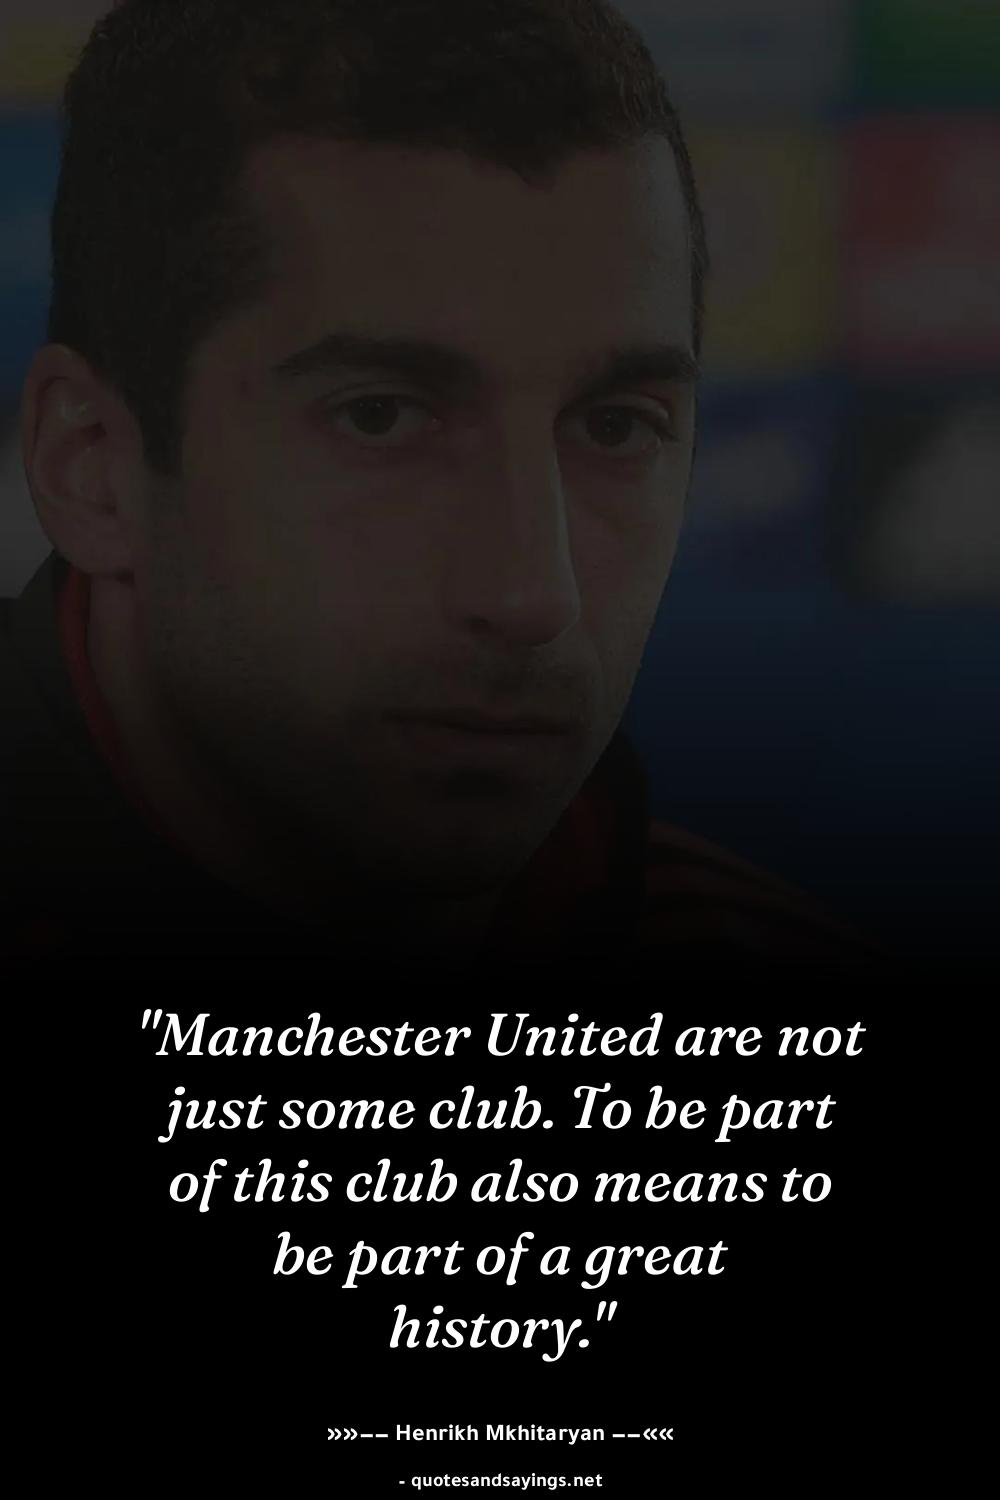 "Manchester United are not
just some club. To be part
of this club also means to
be part of a great
history."
»»–– Henrikh Mkhitaryan ––««
- quotesandsayings.net